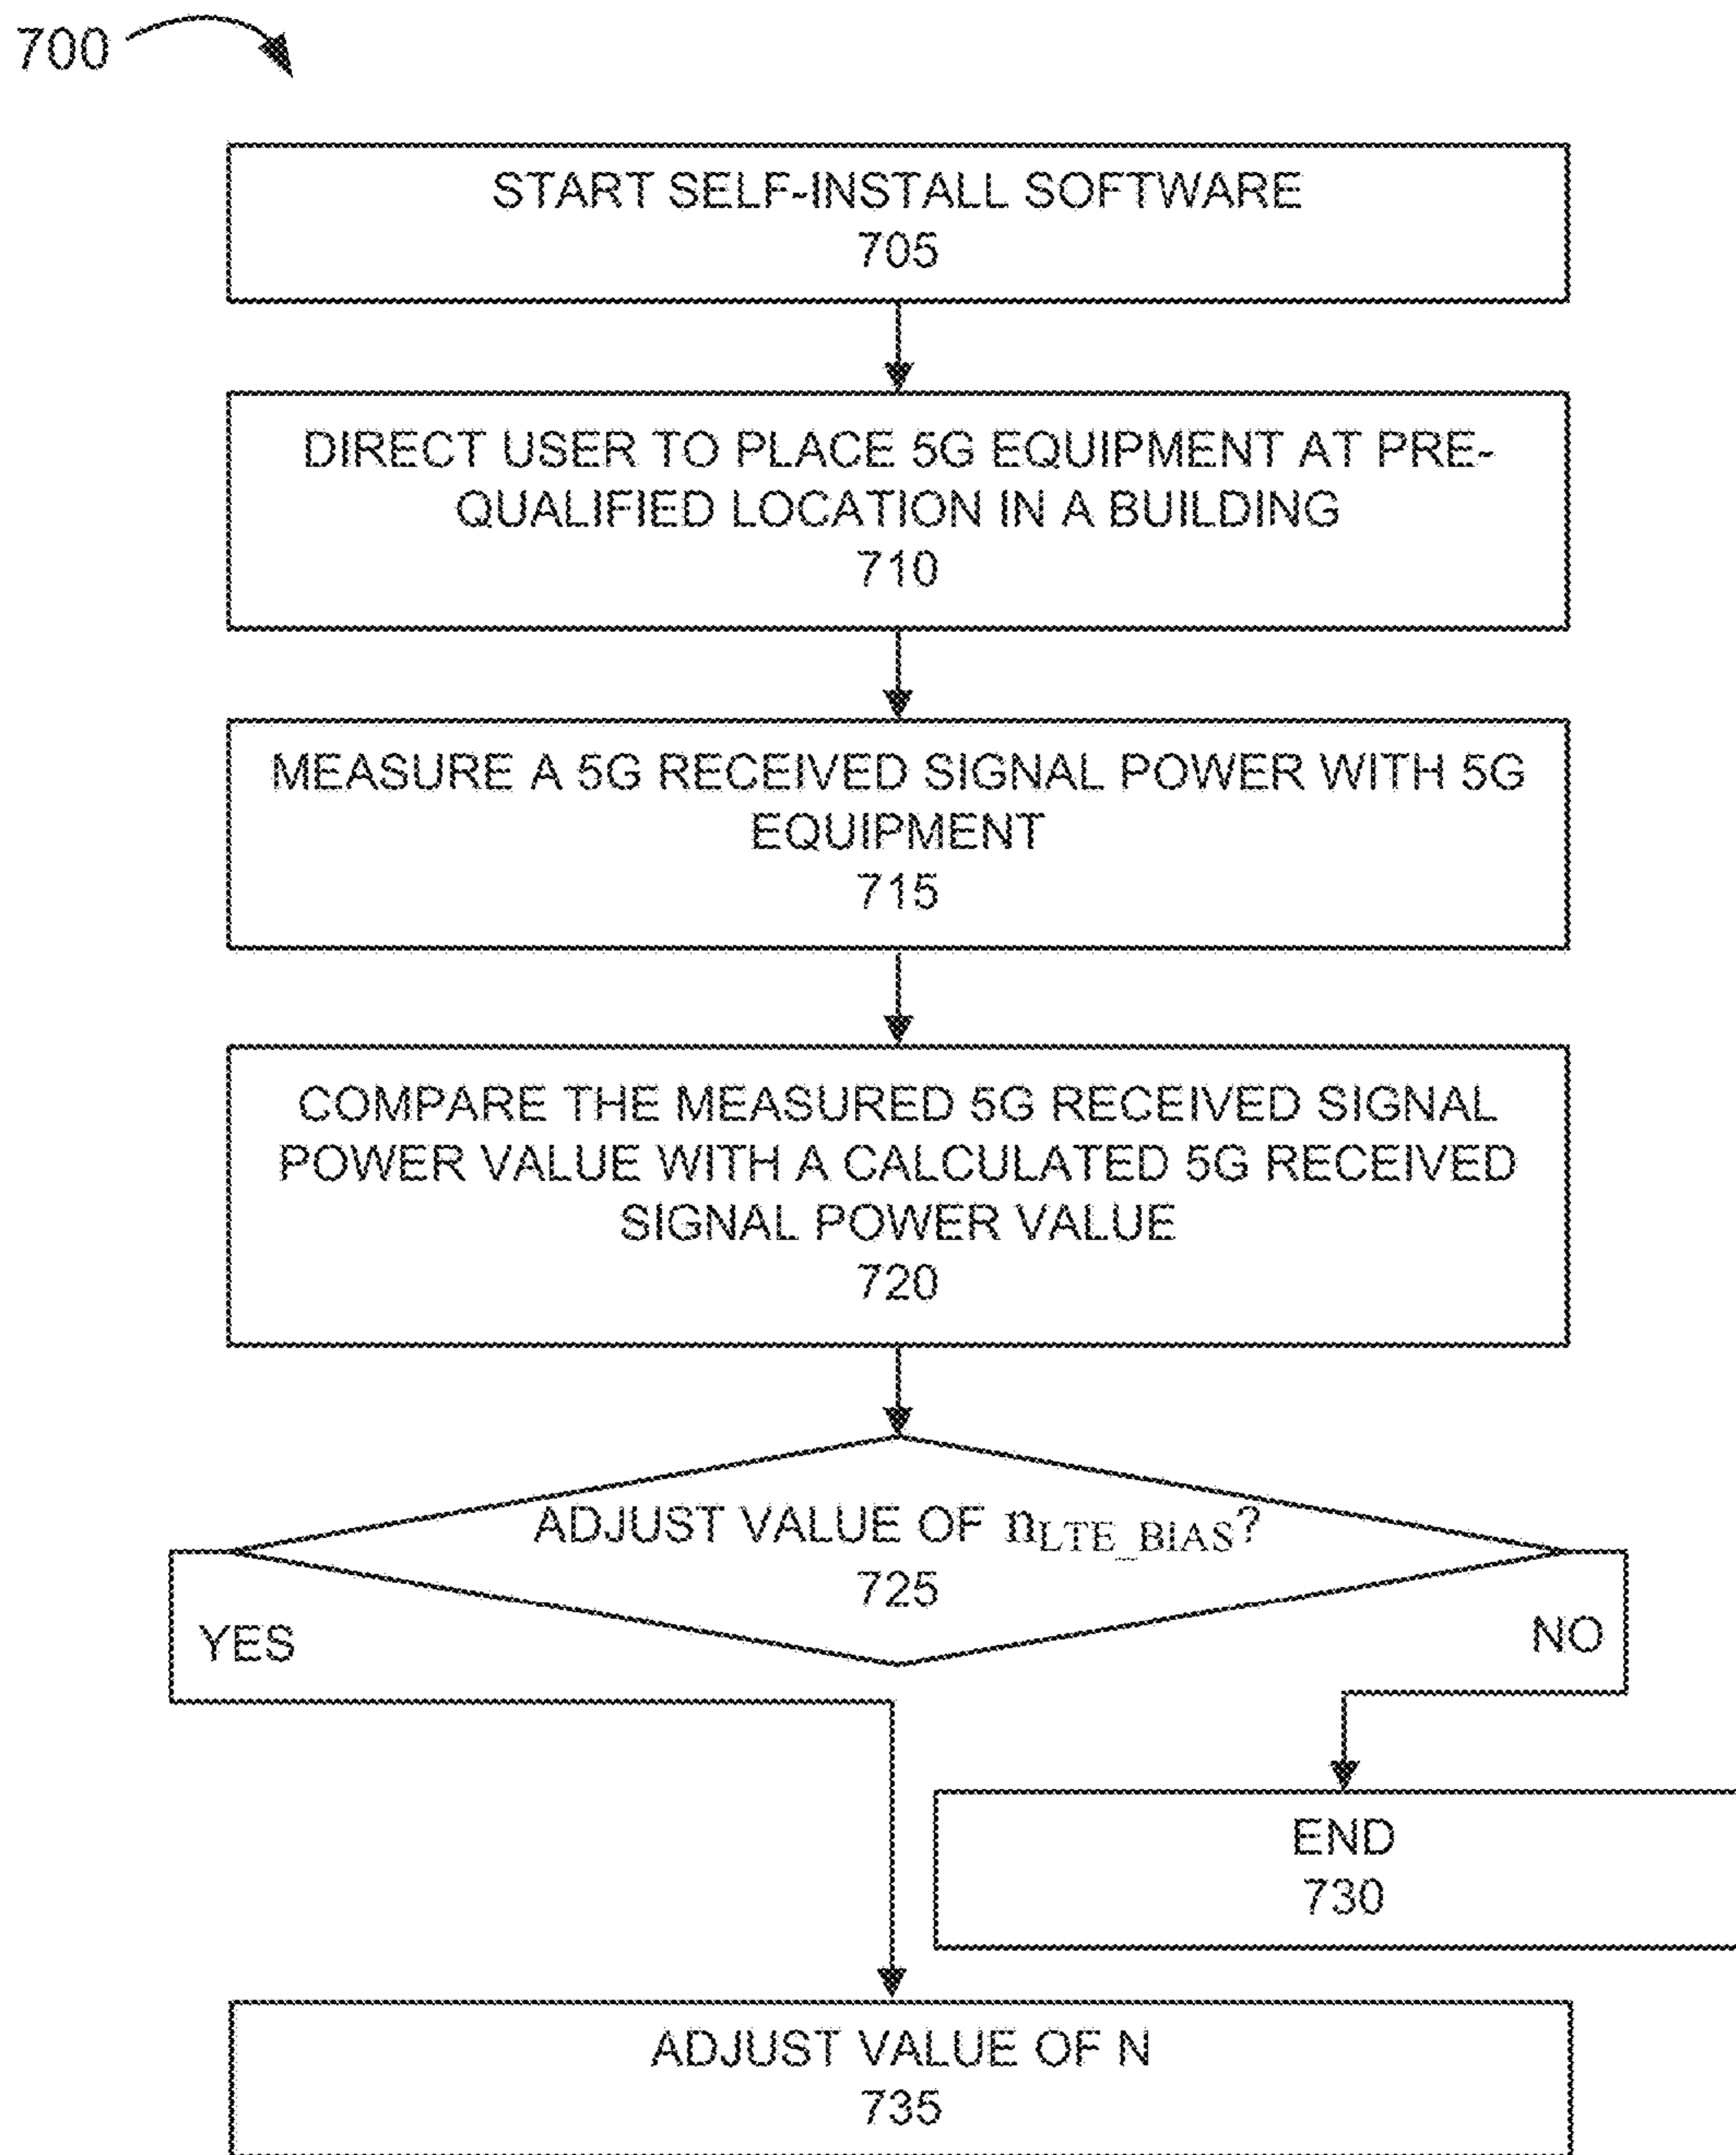 700
START SELF-INSTALL SOFTWARE
705
DIRECT USER TO PLACE 5G EQUIPMENT AT PRE-
QUALIFIED LOCATION IN A BUILDING
710
MEASURE A 5G RECEIVED SIGNAL POWER WITH 5G
EQUIPMENT
715
COMPARE THE MEASURED 5G RECEIVED SIGNAL
POWER VALUE WITH A CALCULATED 5G RECEIVED
SIGNAL POWER VALUE
720
ADJUST VALUE OF nLTE_BIAS?
725
YES
NO
END
730
ADJUST VALUE OF N
735